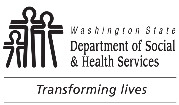 Washington State
Department of Social
& Health Services
Transforming lives